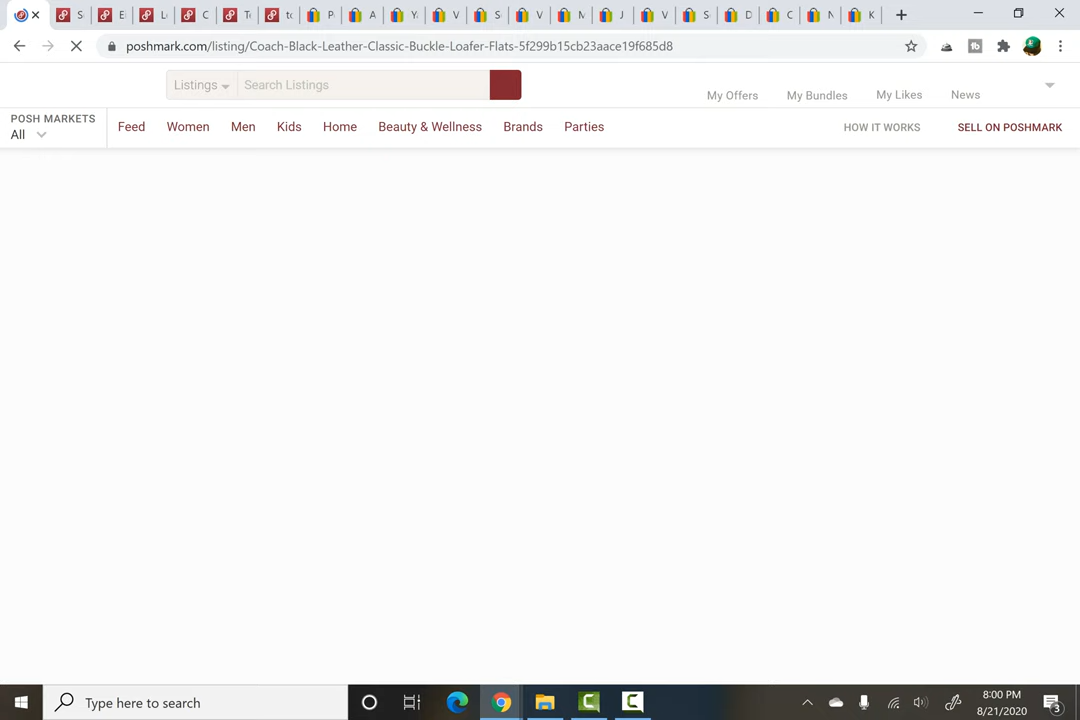 S
E
L
C
T
to
P
A
Y
V
S
V
M
J
V
S
D
C
N
K
poshmark.com/listing/Coach-Black-Leather-Classic-Buckle-Loafer-Flats-5f299b15cb23aace19f685d8
Listings
Search Listings
My Offers
My Bundles
My Likes
News
POSH MARKETS
All
Feed
Women
Men
Kids
Home
Beauty & Wellness
Brands
Parties
HOW IT WORKS
SELL ON POSHMARK
Type here to search
8:00 PM
8/21/2020
3